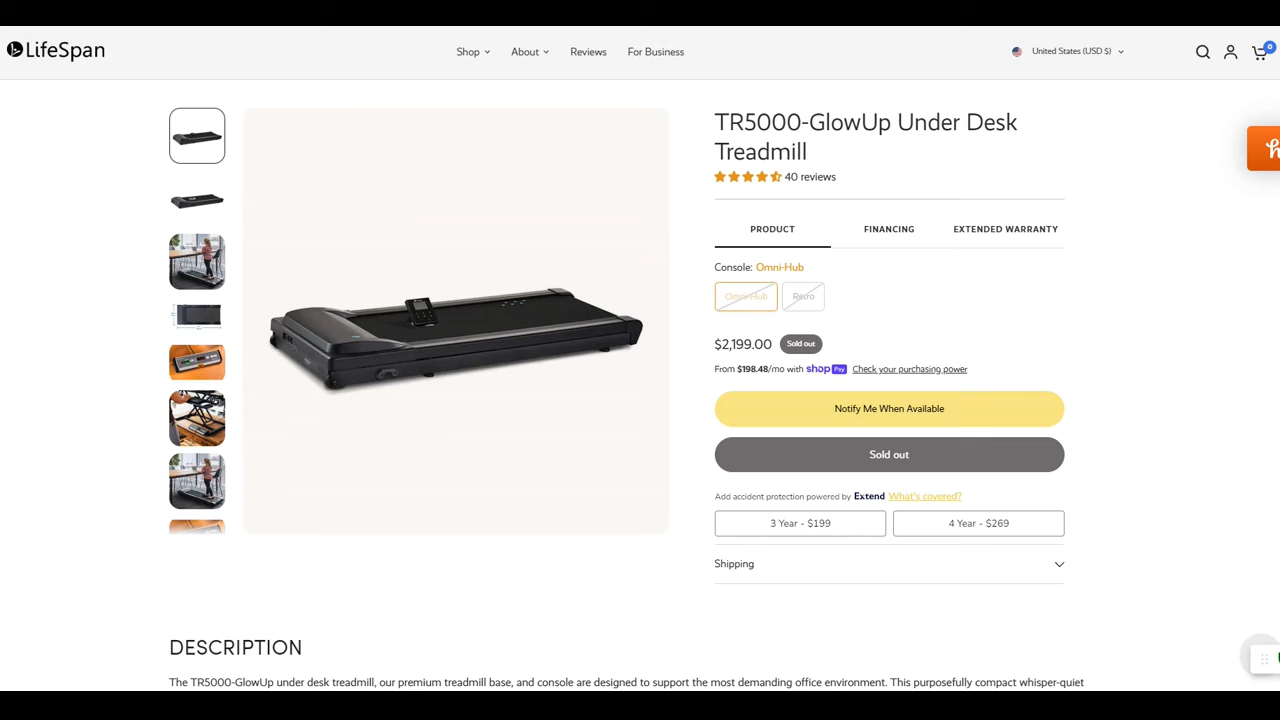 LifeSpan
Shop
About
Reviews
For Business
United States (USD $)
0
TR5000-GlowUp Under Desk
Treadmill
40 reviews
PRODUCT
FINANCING
EXTENDED WARRANTY
Console: Omni-Hub
Omni-Hub
Retro
$2,199.00
Sold out
From $198.48/mo with shop Pay Check your purchasing power
Notify Me When Available
Sold out
Add accident protection powered by Extend What's covered?
3 Year - $199
4 Year - $269
Shipping
DESCRIPTION
The TR5000-GlowUp under desk treadmill, our premium treadmill base, and console are designed to support the most demanding office environment. This purposefully compact whisper-quiet